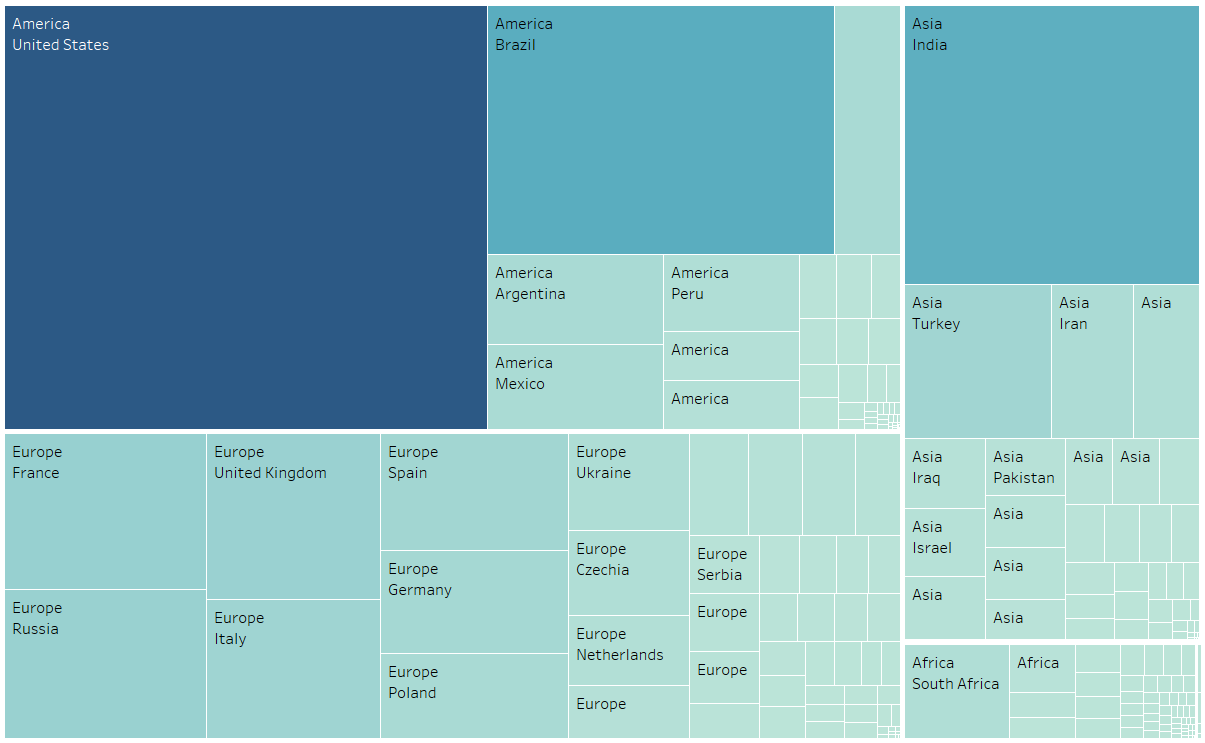 America
United States
America
Brazil
America
Argentina
America
Mexico
America
Peru
America
America
Asia
India
Asia
Turkey
Asia
Iran
Asia
Asia
Iraq
Asia
Israel
Asia
Asia
Pakistan
Asia
Asia
Asia
Asia
Asia
Europe
France
Europe
Russia
Europe
United Kingdom
Europe
Italy
Europe
Spain
Europe
Germany
Europe
Poland
Europe
Ukraine
Europe
Czechia
Europe
Netherlands
Europe
Europe
Serbia
Europe
Europe
Africa
South Africa
Africa